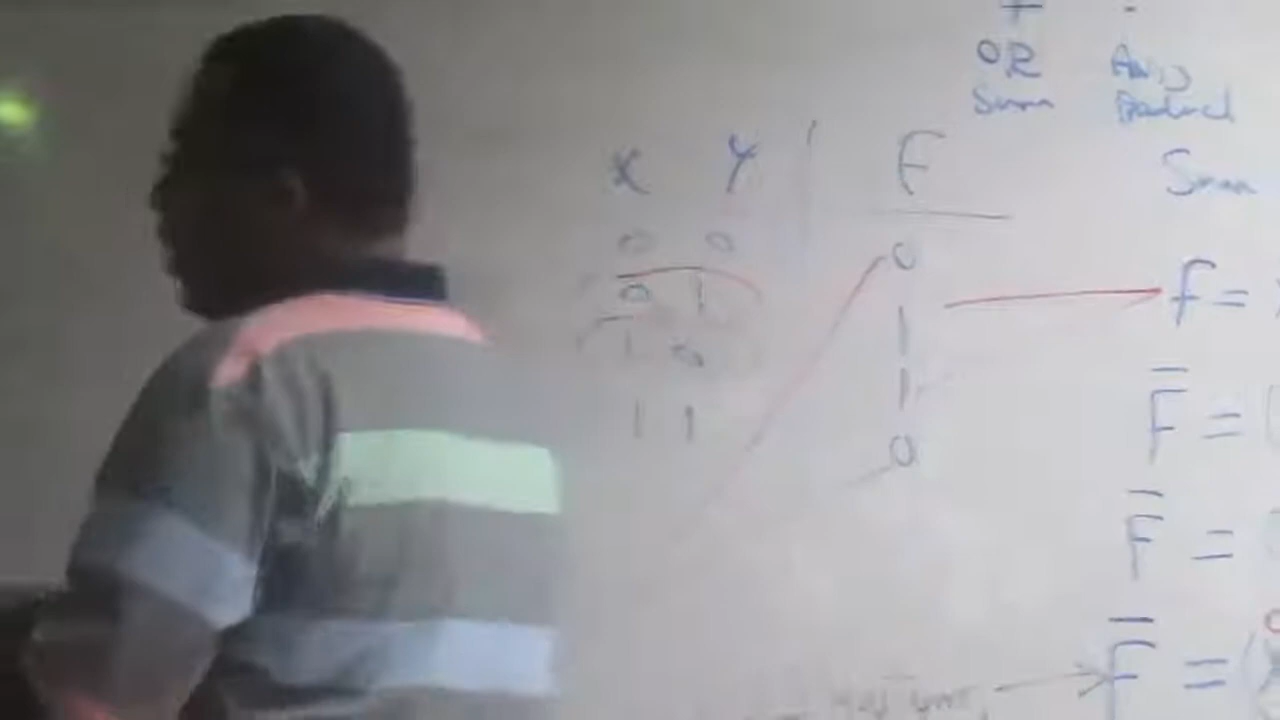 + ·
OR AND
Sum Product
X Y F
Sum
0 0 0
f =
0 1 1
1 0 1
F̅ =
1 1 0
F̅ =
F̅ =